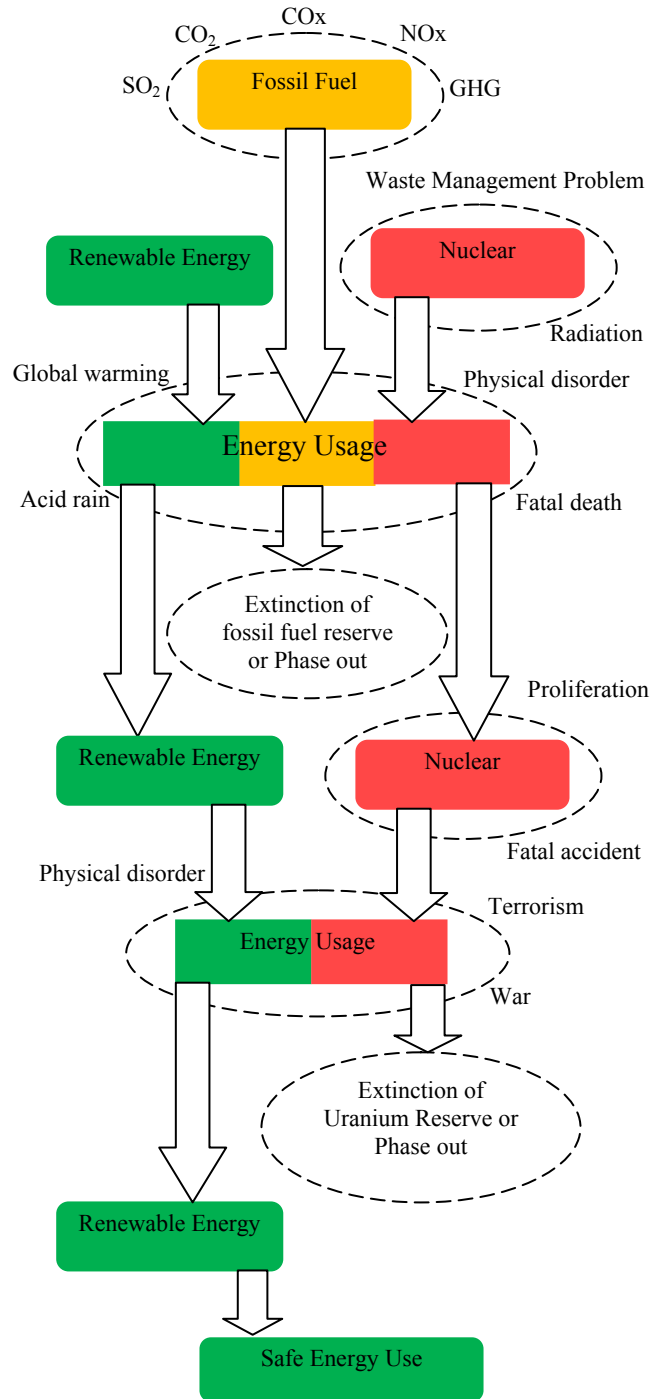 COx
CO₂
NOx
SO₂
Fossil Fuel
GHG
Waste Management Problem
Renewable Energy
Nuclear
Radiation
Global warming
Physical disorder
Energy Usage
Acid rain
Fatal death
Extinction of
fossil fuel reserve
or Phase out
Proliferation
Renewable Energy
Nuclear
Fatal accident
Physical disorder
Terrorism
Energy Usage
War
Extinction of
Uranium Reserve or
Phase out
Renewable Energy
Safe Energy Use